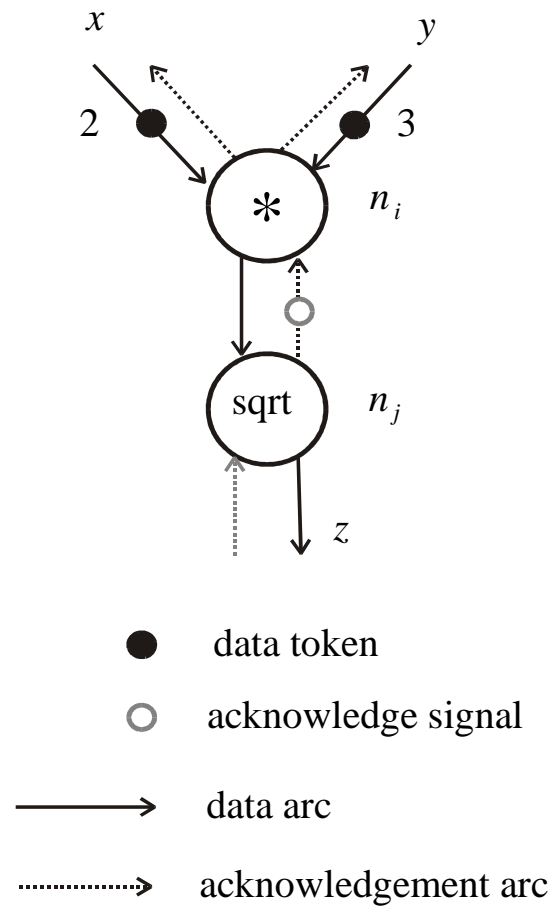 x y
2 3
* n_i
sqrt n_j
z
data token
acknowledge signal
data arc
acknowledgement arc